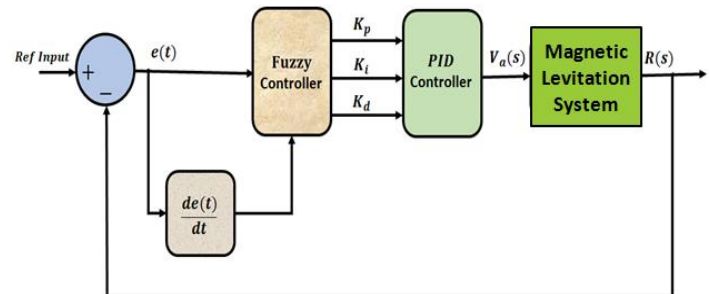 Ref Input
+
−
e(t)
Fuzzy
Controller
K_p
K_i
K_d
PID
Controller
V_a(s)
Magnetic
Levitation
System
R(s)
de(t)
dt